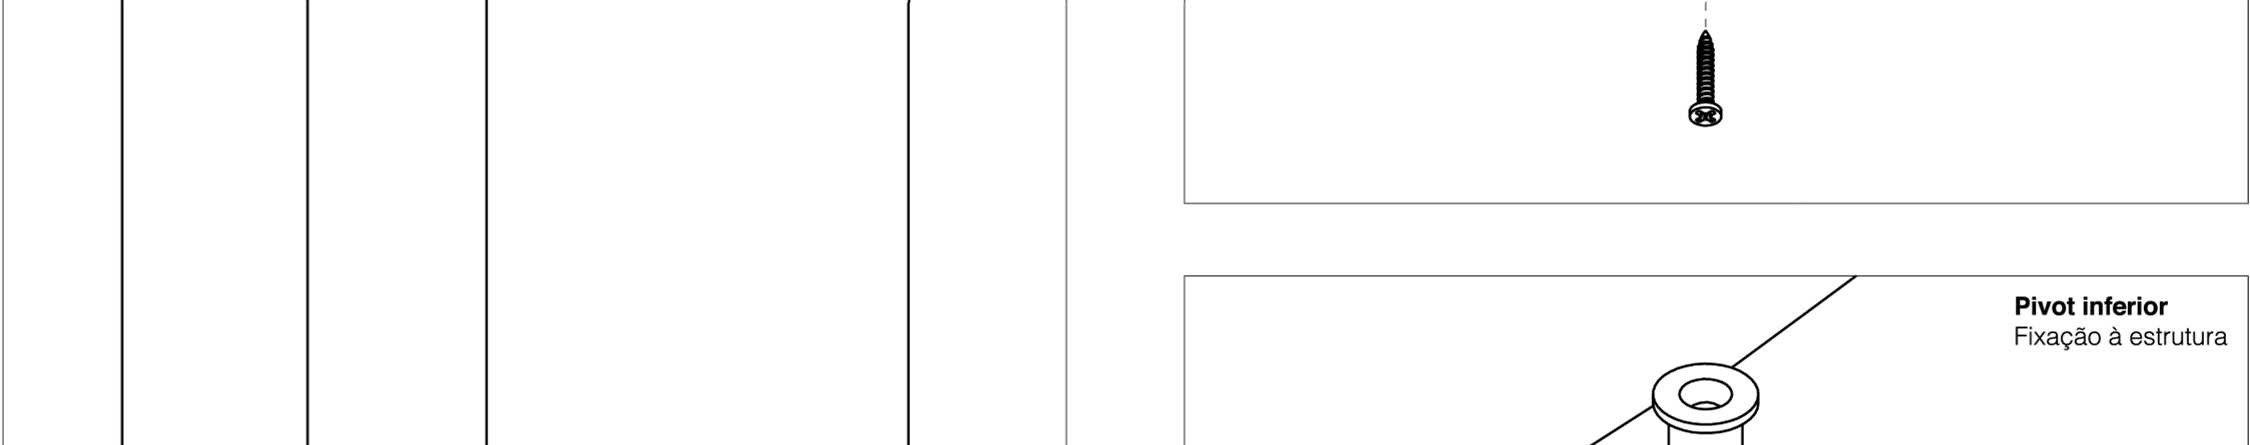 Pivot inferior
Fixação à estrutura